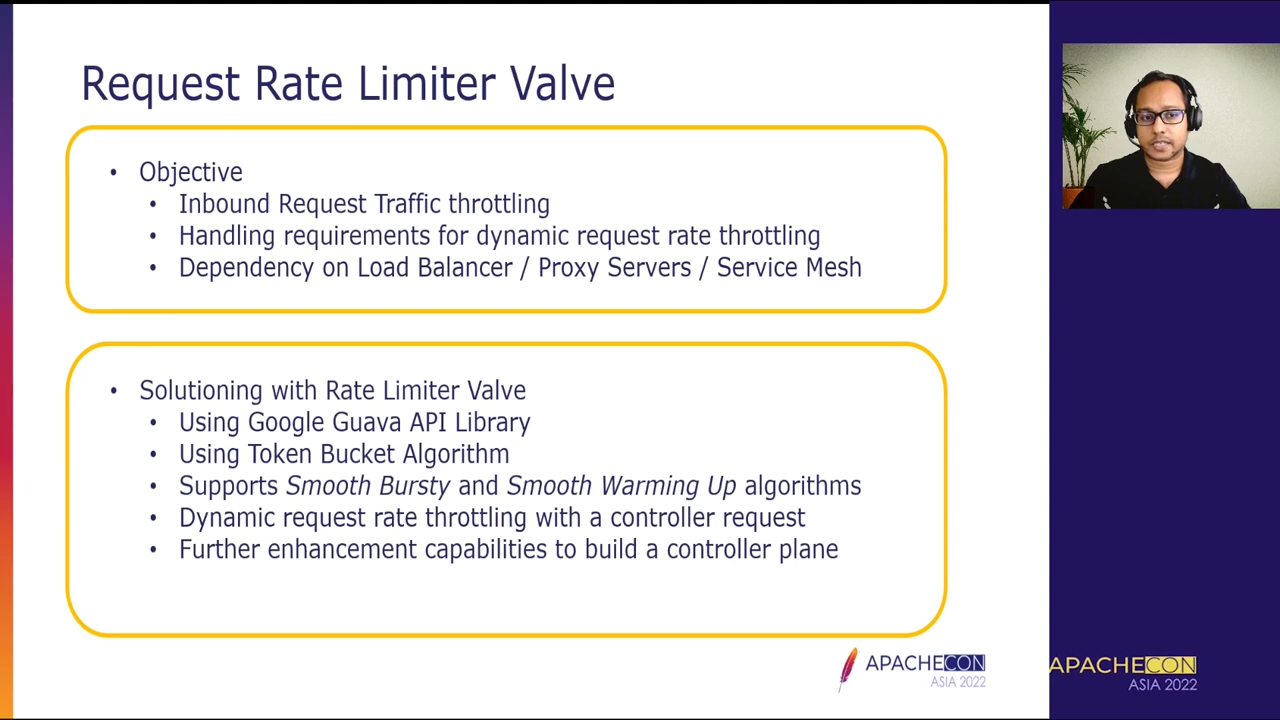 Request Rate Limiter Valve
• Objective
• Inbound Request Traffic throttling
• Handling requirements for dynamic request rate throttling
• Dependency on Load Balancer / Proxy Servers / Service Mesh
• Solutioning with Rate Limiter Valve
• Using Google Guava API Library
• Using Token Bucket Algorithm
• Supports Smooth Bursty and Smooth Warming Up algorithms
• Dynamic request rate throttling with a controller request
• Further enhancement capabilities to build a controller plane
APACHECON
ASIA 2022
APACHECON
ASIA 2022